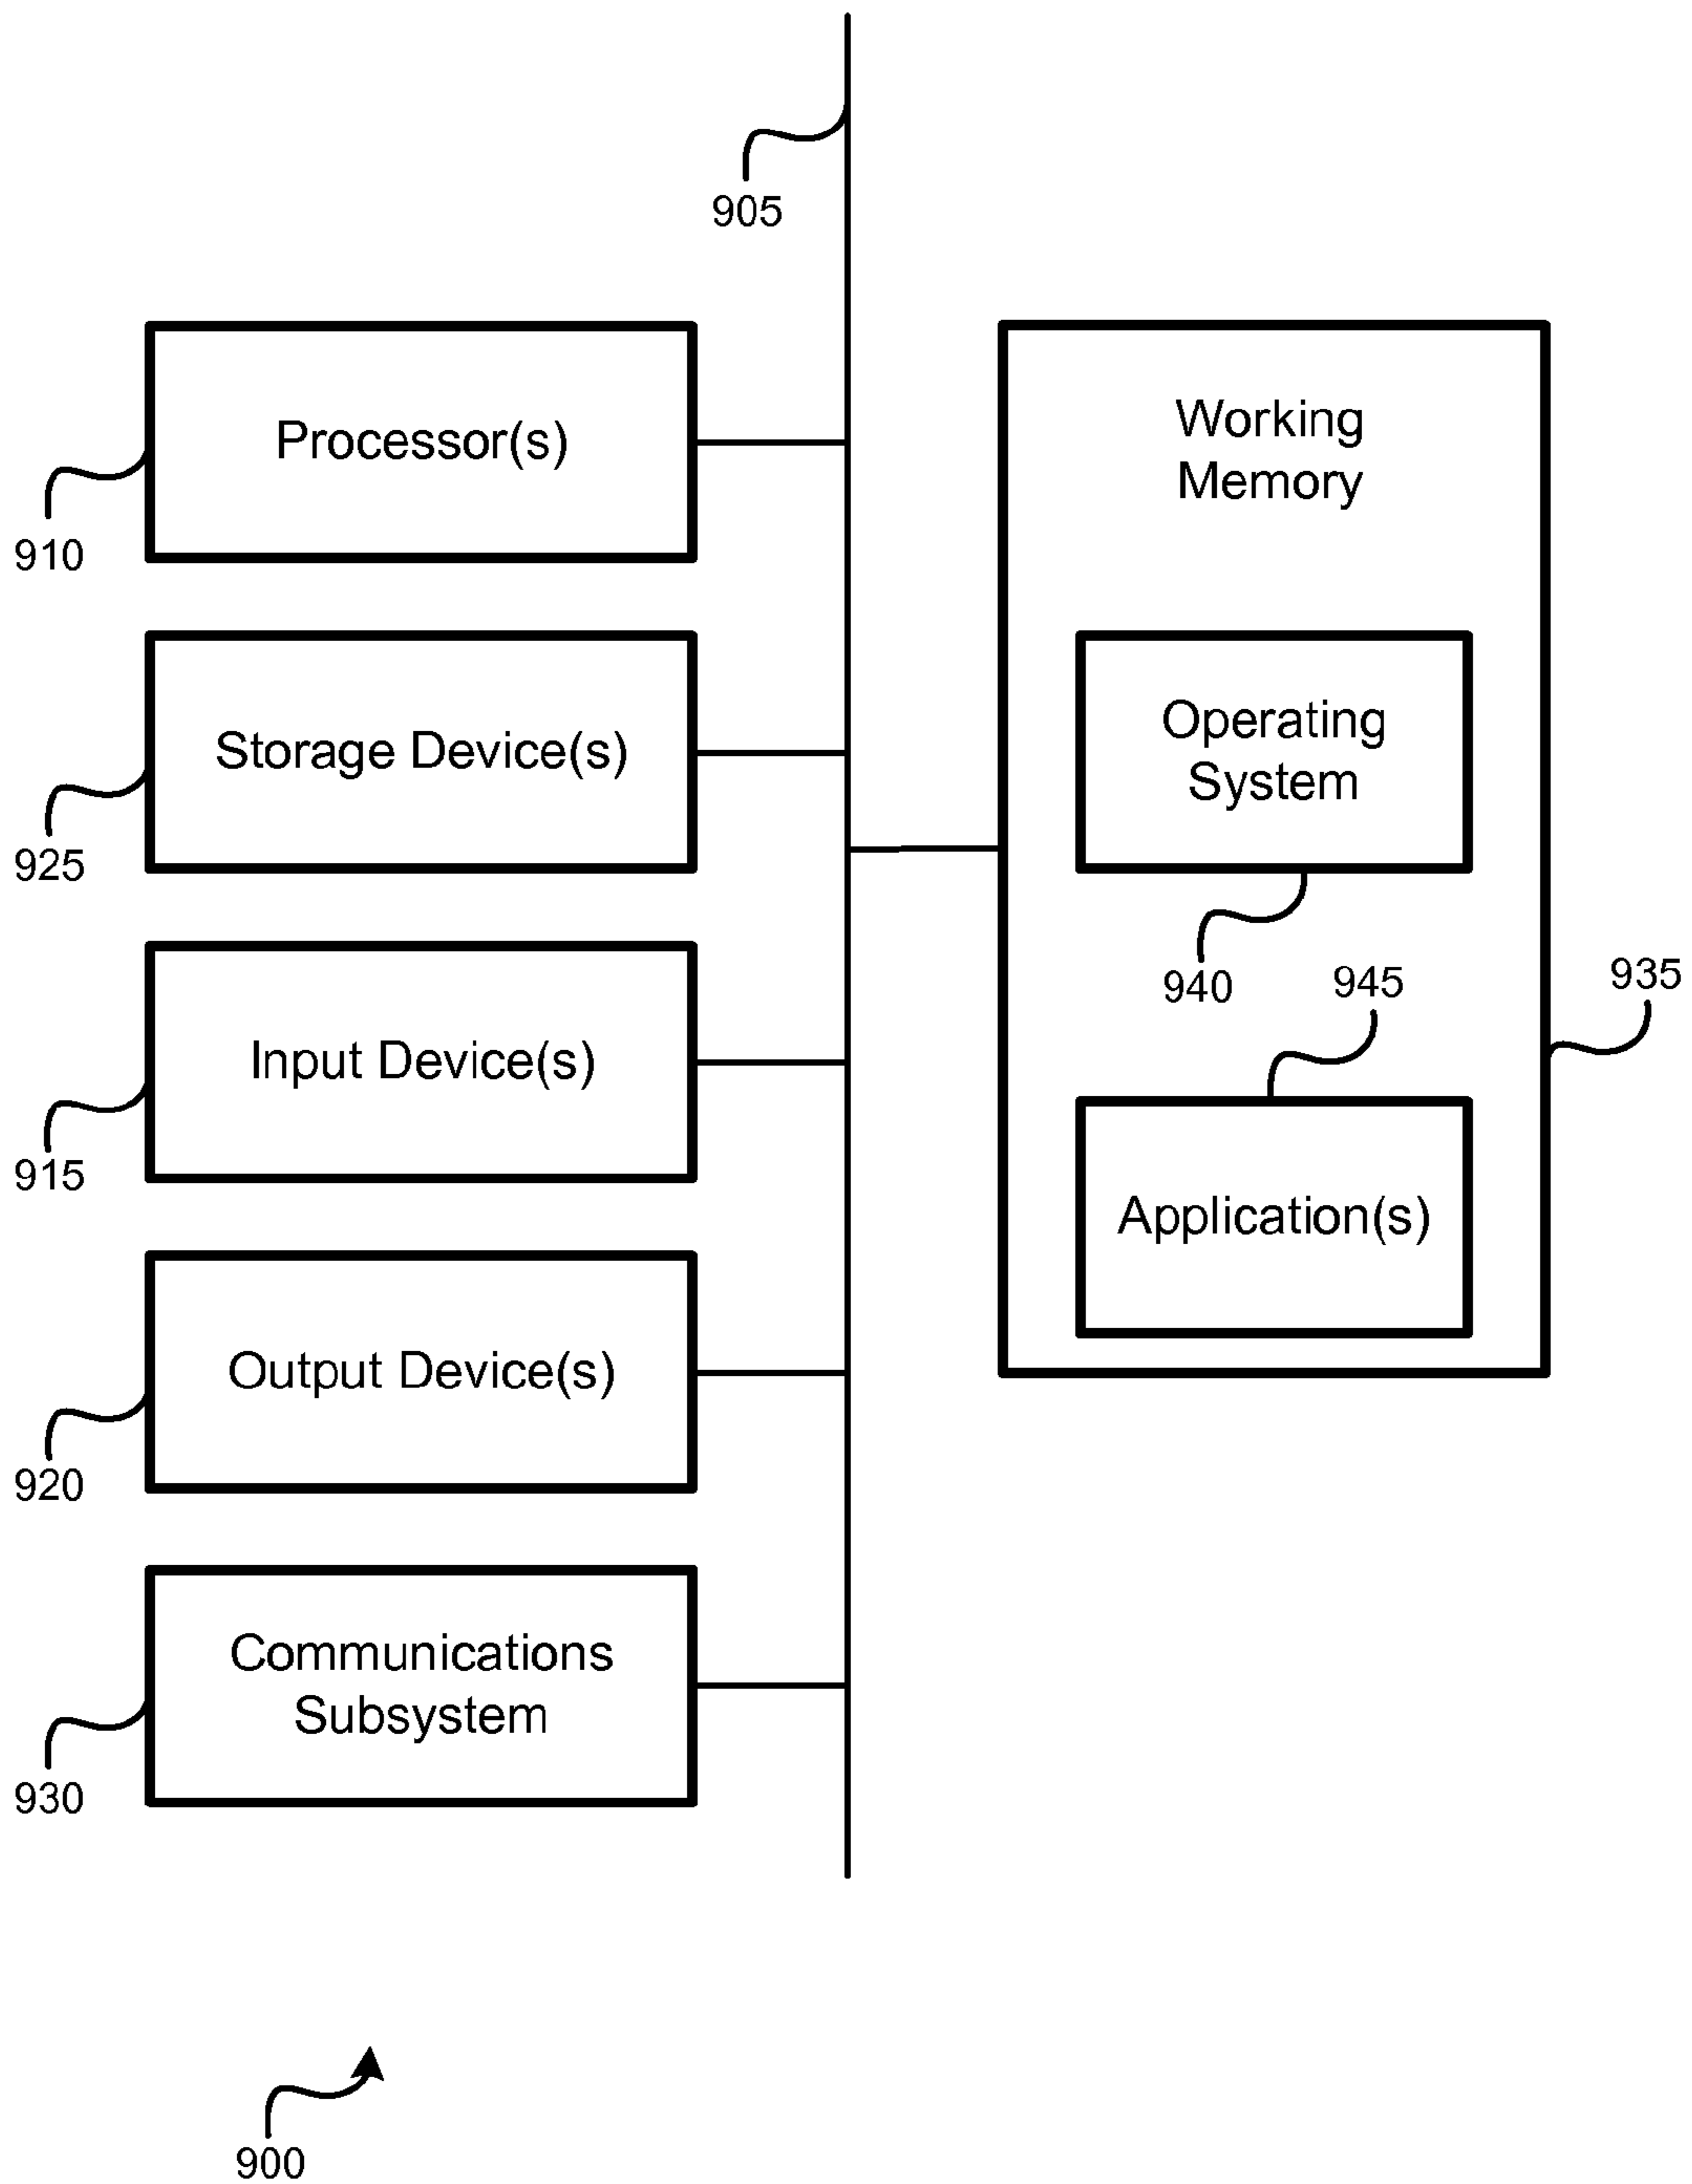 905
Processor(s)
910
Storage Device(s)
925
Input Device(s)
915
Output Device(s)
920
Communications
Subsystem
930
Working
Memory
Operating
System
940
945
935
Application(s)
900